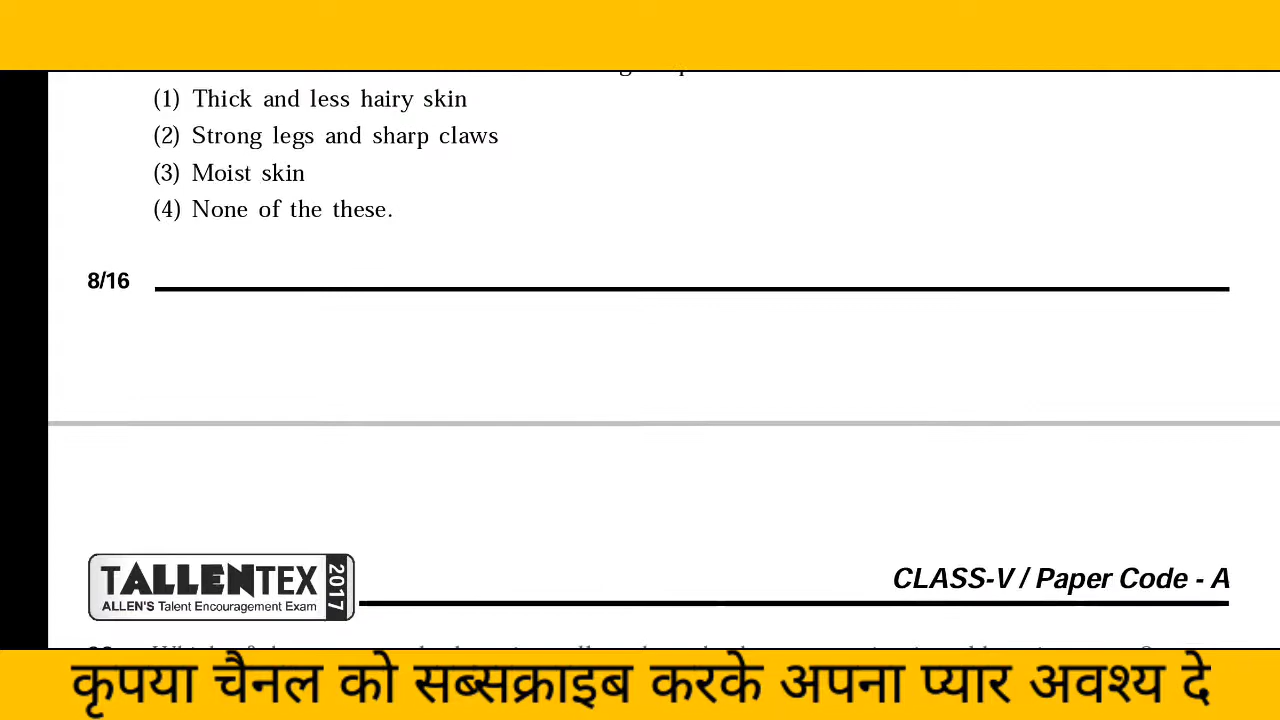 (1) Thick and less hairy skin
(2) Strong legs and sharp claws
(3) Moist skin
(4) None of the these.
8/16
TALLENTEX 2017
ALLEN'S Talent Encouragement Exam
CLASS-V / Paper Code - A
कृपया चैनल को सब्सक्राइब करके अपना प्यार अवश्य दे